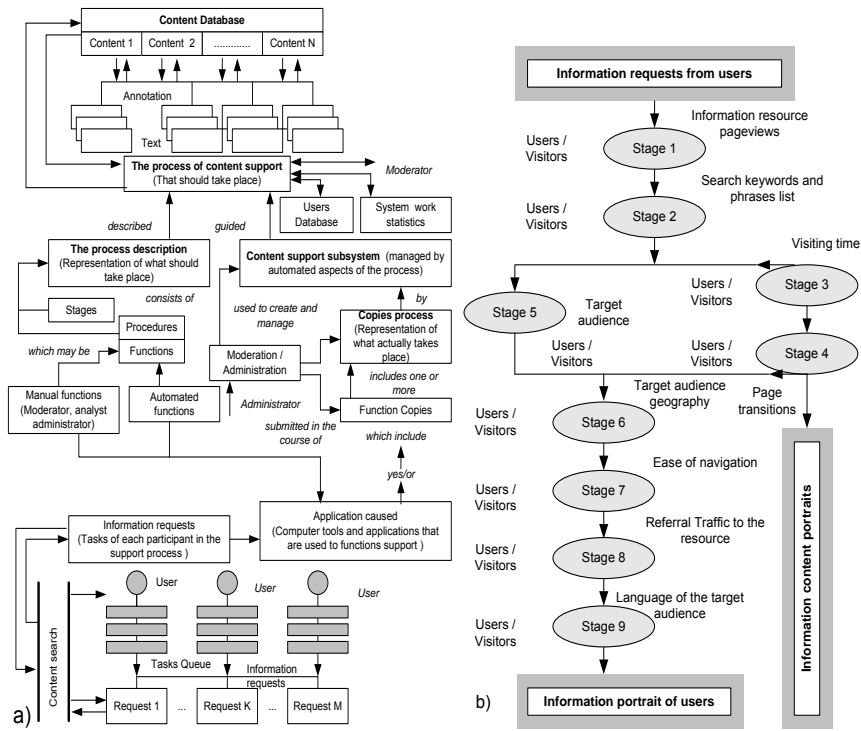 Content Database
Content 1
Content 2
.............
Content N
Annotation
Text
The process of content support
(That should take place)
Moderator
Users
Database
System work
statistics
described
guided
The process description
(Representation of what should
take place)
Content support subsystem (managed by
automated aspects of the process)
consists of
Stages
Procedures
Functions
which may be
used to create and
manage
by
Copies process
(Representation of
what actually takes
place)
Moderation /
Administration
includes one or
more
Manual functions
(Moderator, analyst
administrator)
Automated
functions
Administrator
Function Copies
submitted in the
course of
which include
yes/or
Information requests
(Tasks of each participant in the
support process)
Application caused
(Computer tools and applications that
are used to functions support )
User
User
User
Content search
Tasks Queue
Information
requests
Request 1
...
Request K
...
Request M
a)
Information requests from users
Information resource
pageviews
Users /
Visitors
Stage 1
Search keywords and
phrases list
Users /
Visitors
Stage 2
Visiting time
Users /
Visitors
Stage 3
Stage 5
Target
audience
Users /
Visitors
Users /
Visitors
Stage 4
Target audience
geography
Page
transitions
Users /
Visitors
Stage 6
Ease of navigation
Users /
Visitors
Stage 7
Referral Traffic to the
resource
Users /
Visitors
Stage 8
Language of the target
audience
Users /
Visitors
Stage 9
Information content portraits
Information portrait of users
b)